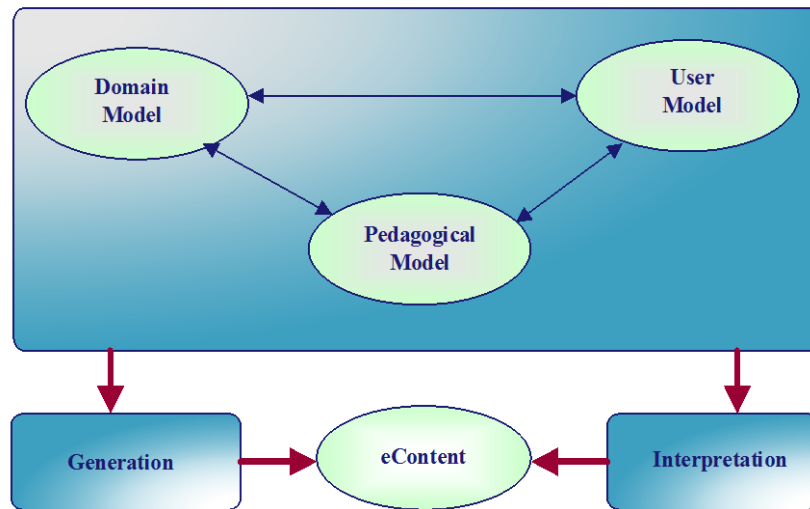 Domain
Model
User
Model
Pedagogical
Model
Generation
eContent
Interpretation